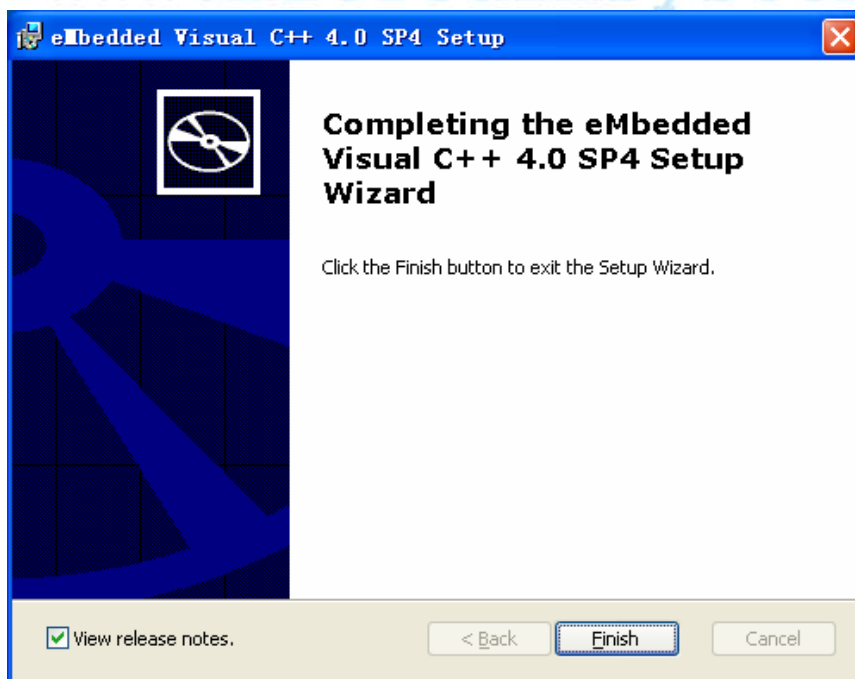 eMbedded Visual C++ 4.0 SP4 Setup
Completing the eMbedded
Visual C++ 4.0 SP4 Setup
Wizard
Click the Finish button to exit the Setup Wizard.
View release notes.
< Back
Finish
Cancel